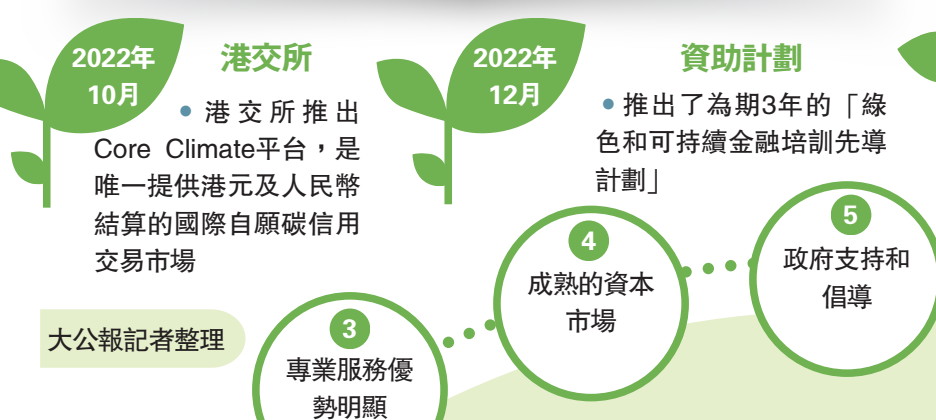 2022年
10月
港交所
•港交所推出
Core Climate平台，是
唯一提供港元及人民幣
結算的國際自願碳信用
交易市場
2022年
12月
資助計劃
•推出了為期3年的「綠
色和可持續金融培訓先導
計劃」
大公報記者整理
3
專業服務優
勢明顯
4
成熟的資本
市場
5
政府支持和
倡導